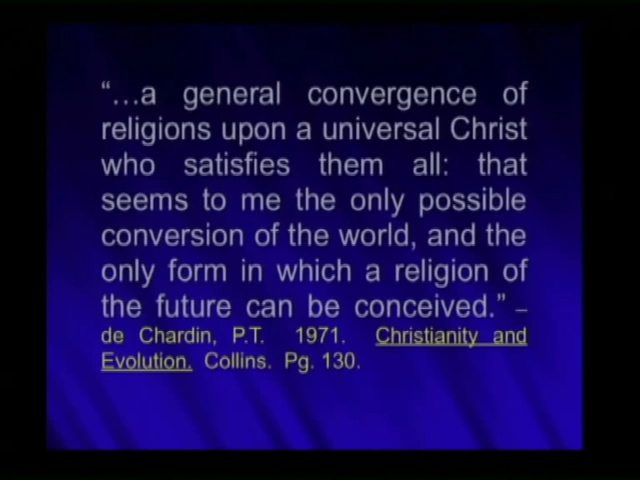 “…a general convergence of
religions upon a universal Christ
who satisfies them all: that
seems to me the only possible
conversion of the world, and the
only form in which a religion of
the future can be conceived.” –
de Chardin, P.T. 1971. Christianity and
Evolution. Collins. Pg. 130.